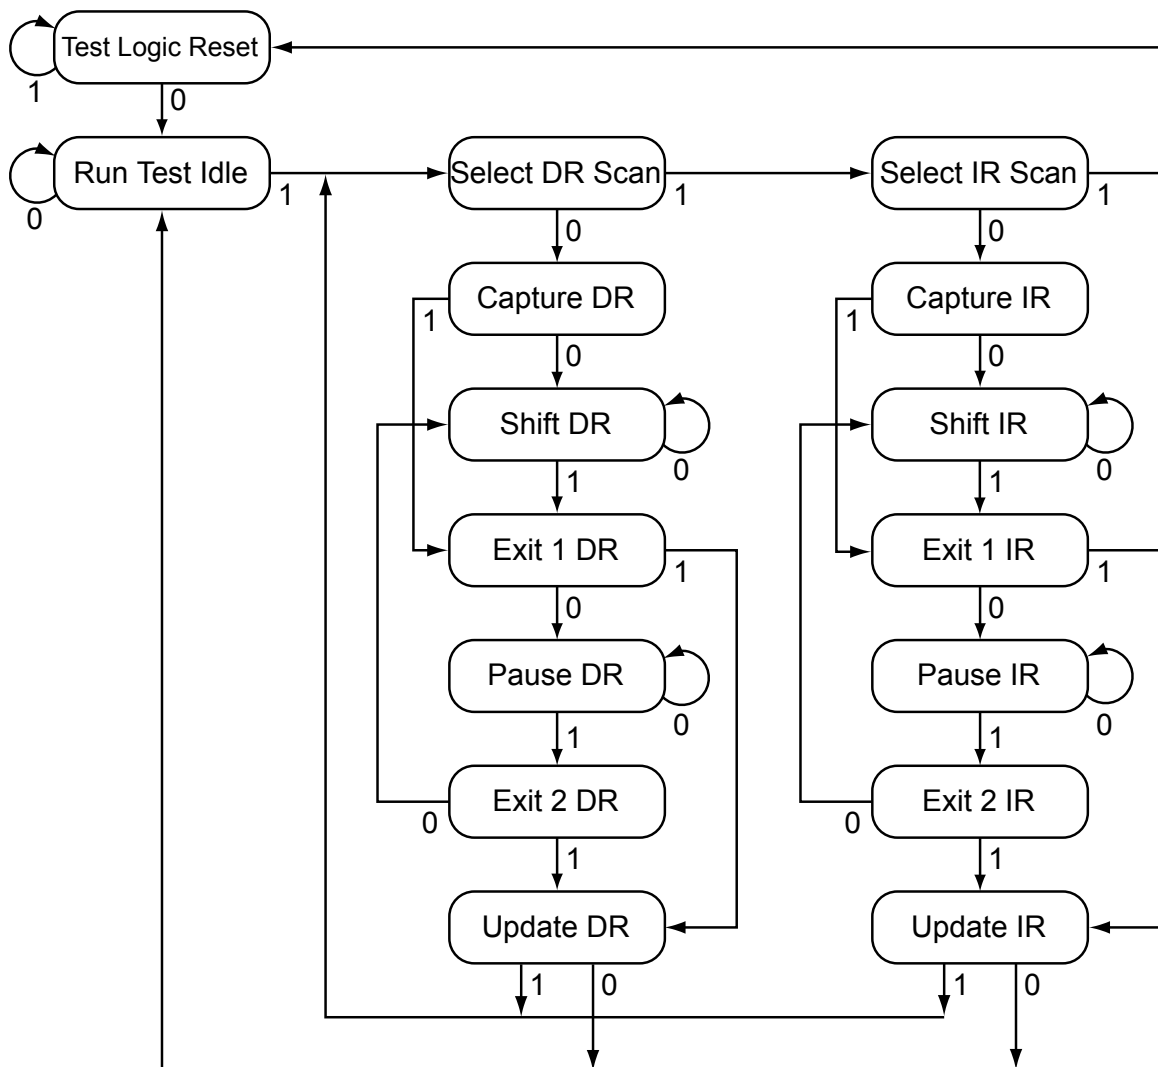 Test Logic Reset
1
0
Run Test Idle
1
0
Select DR Scan
1
Select IR Scan
1
0
0
Capture DR
1
0
Capture IR
1
0
Shift DR
0
1
Shift IR
0
1
Exit 1 DR
1
0
Exit 1 IR
1
0
Pause DR
0
1
Pause IR
0
1
Exit 2 DR
0
1
Exit 2 IR
0
1
Update DR
1
0
Update IR
1
0